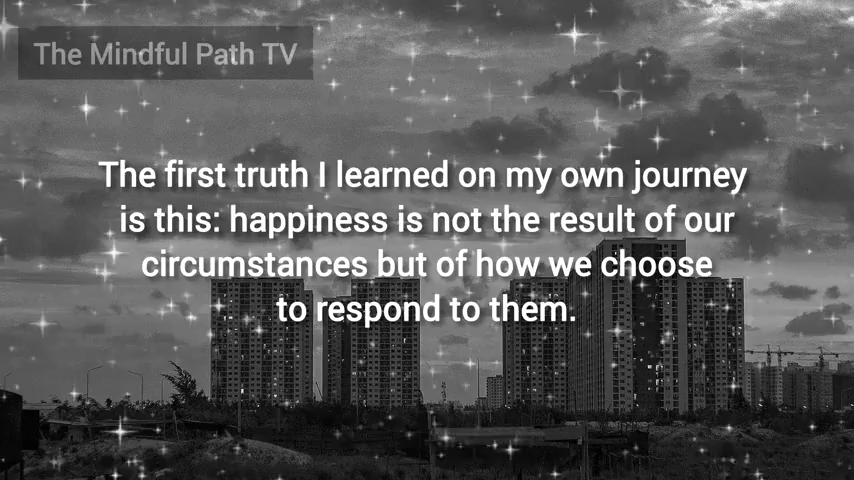 The Mindful Path TV
The first truth I learned on my own journey
is this: happiness is not the result of our
circumstances but of how we choose
to respond to them.